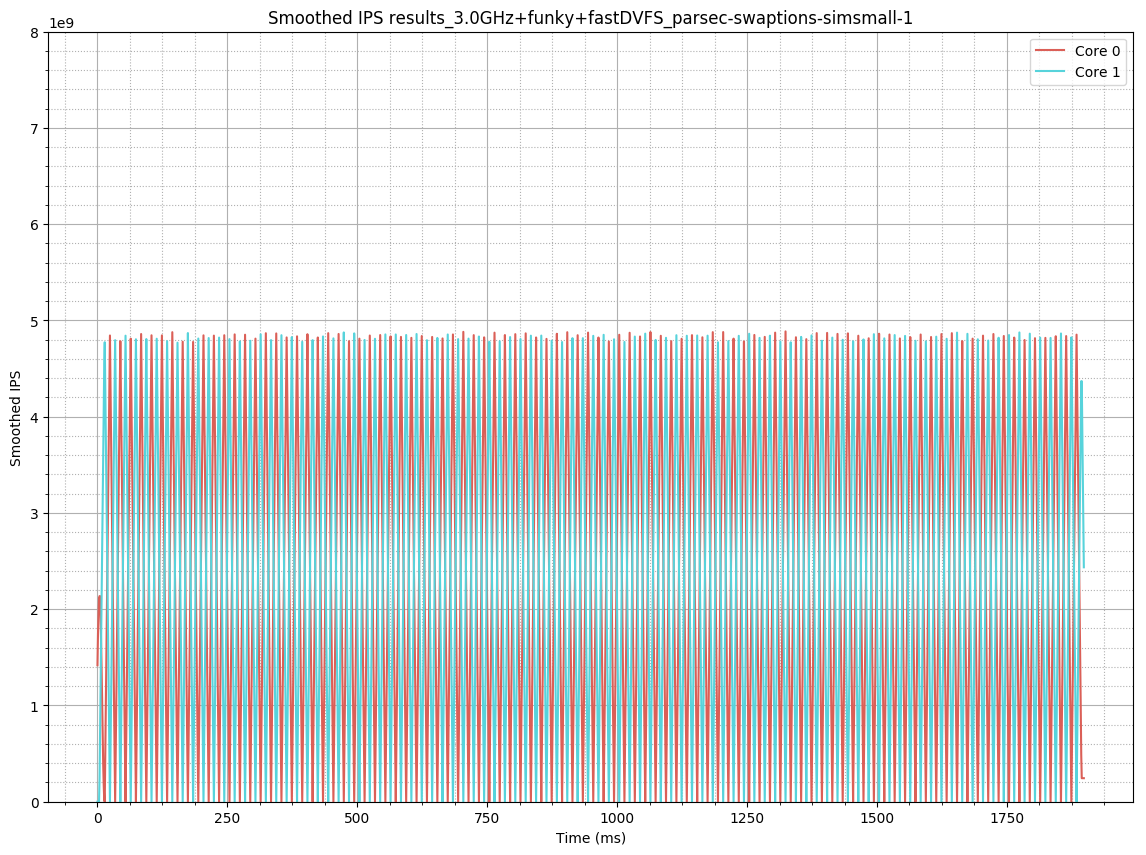 Smoothed IPS results_3.0GHz+funky+fastDVFS_parsec-swaptions-simsmall-1
1e9
Core 0
Core 1
8
7
6
5
4
3
2
1
0
Smoothed IPS
0 250 500 750 1000 1250 1500 1750
Time (ms)